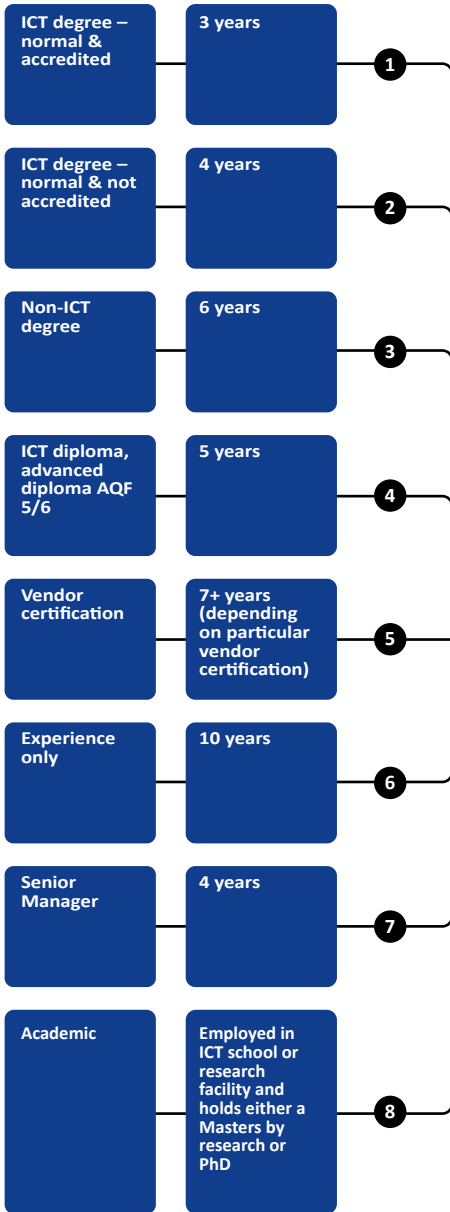 ICT degree –
normal &
accredited
3 years
1
ICT degree –
normal & not
accredited
4 years
2
Non-ICT
degree
6 years
3
ICT diploma,
advanced
diploma AQF
5/6
5 years
4
Vendor
certification
7+ years
(depending
on particular
vendor
certification)
5
Experience
only
10 years
6
Senior
Manager
4 years
7
Academic
Employed in
ICT school or
research
facility and
holds either a
Masters by
research or
PhD
8